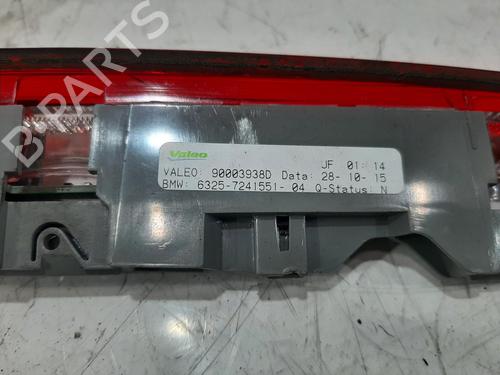 B PARTS
Valeo
JF 01: 14
VALEO: 90003938D Data: 28- 10- 15
BMW: 6325-7241551- 04 Q-Status: N